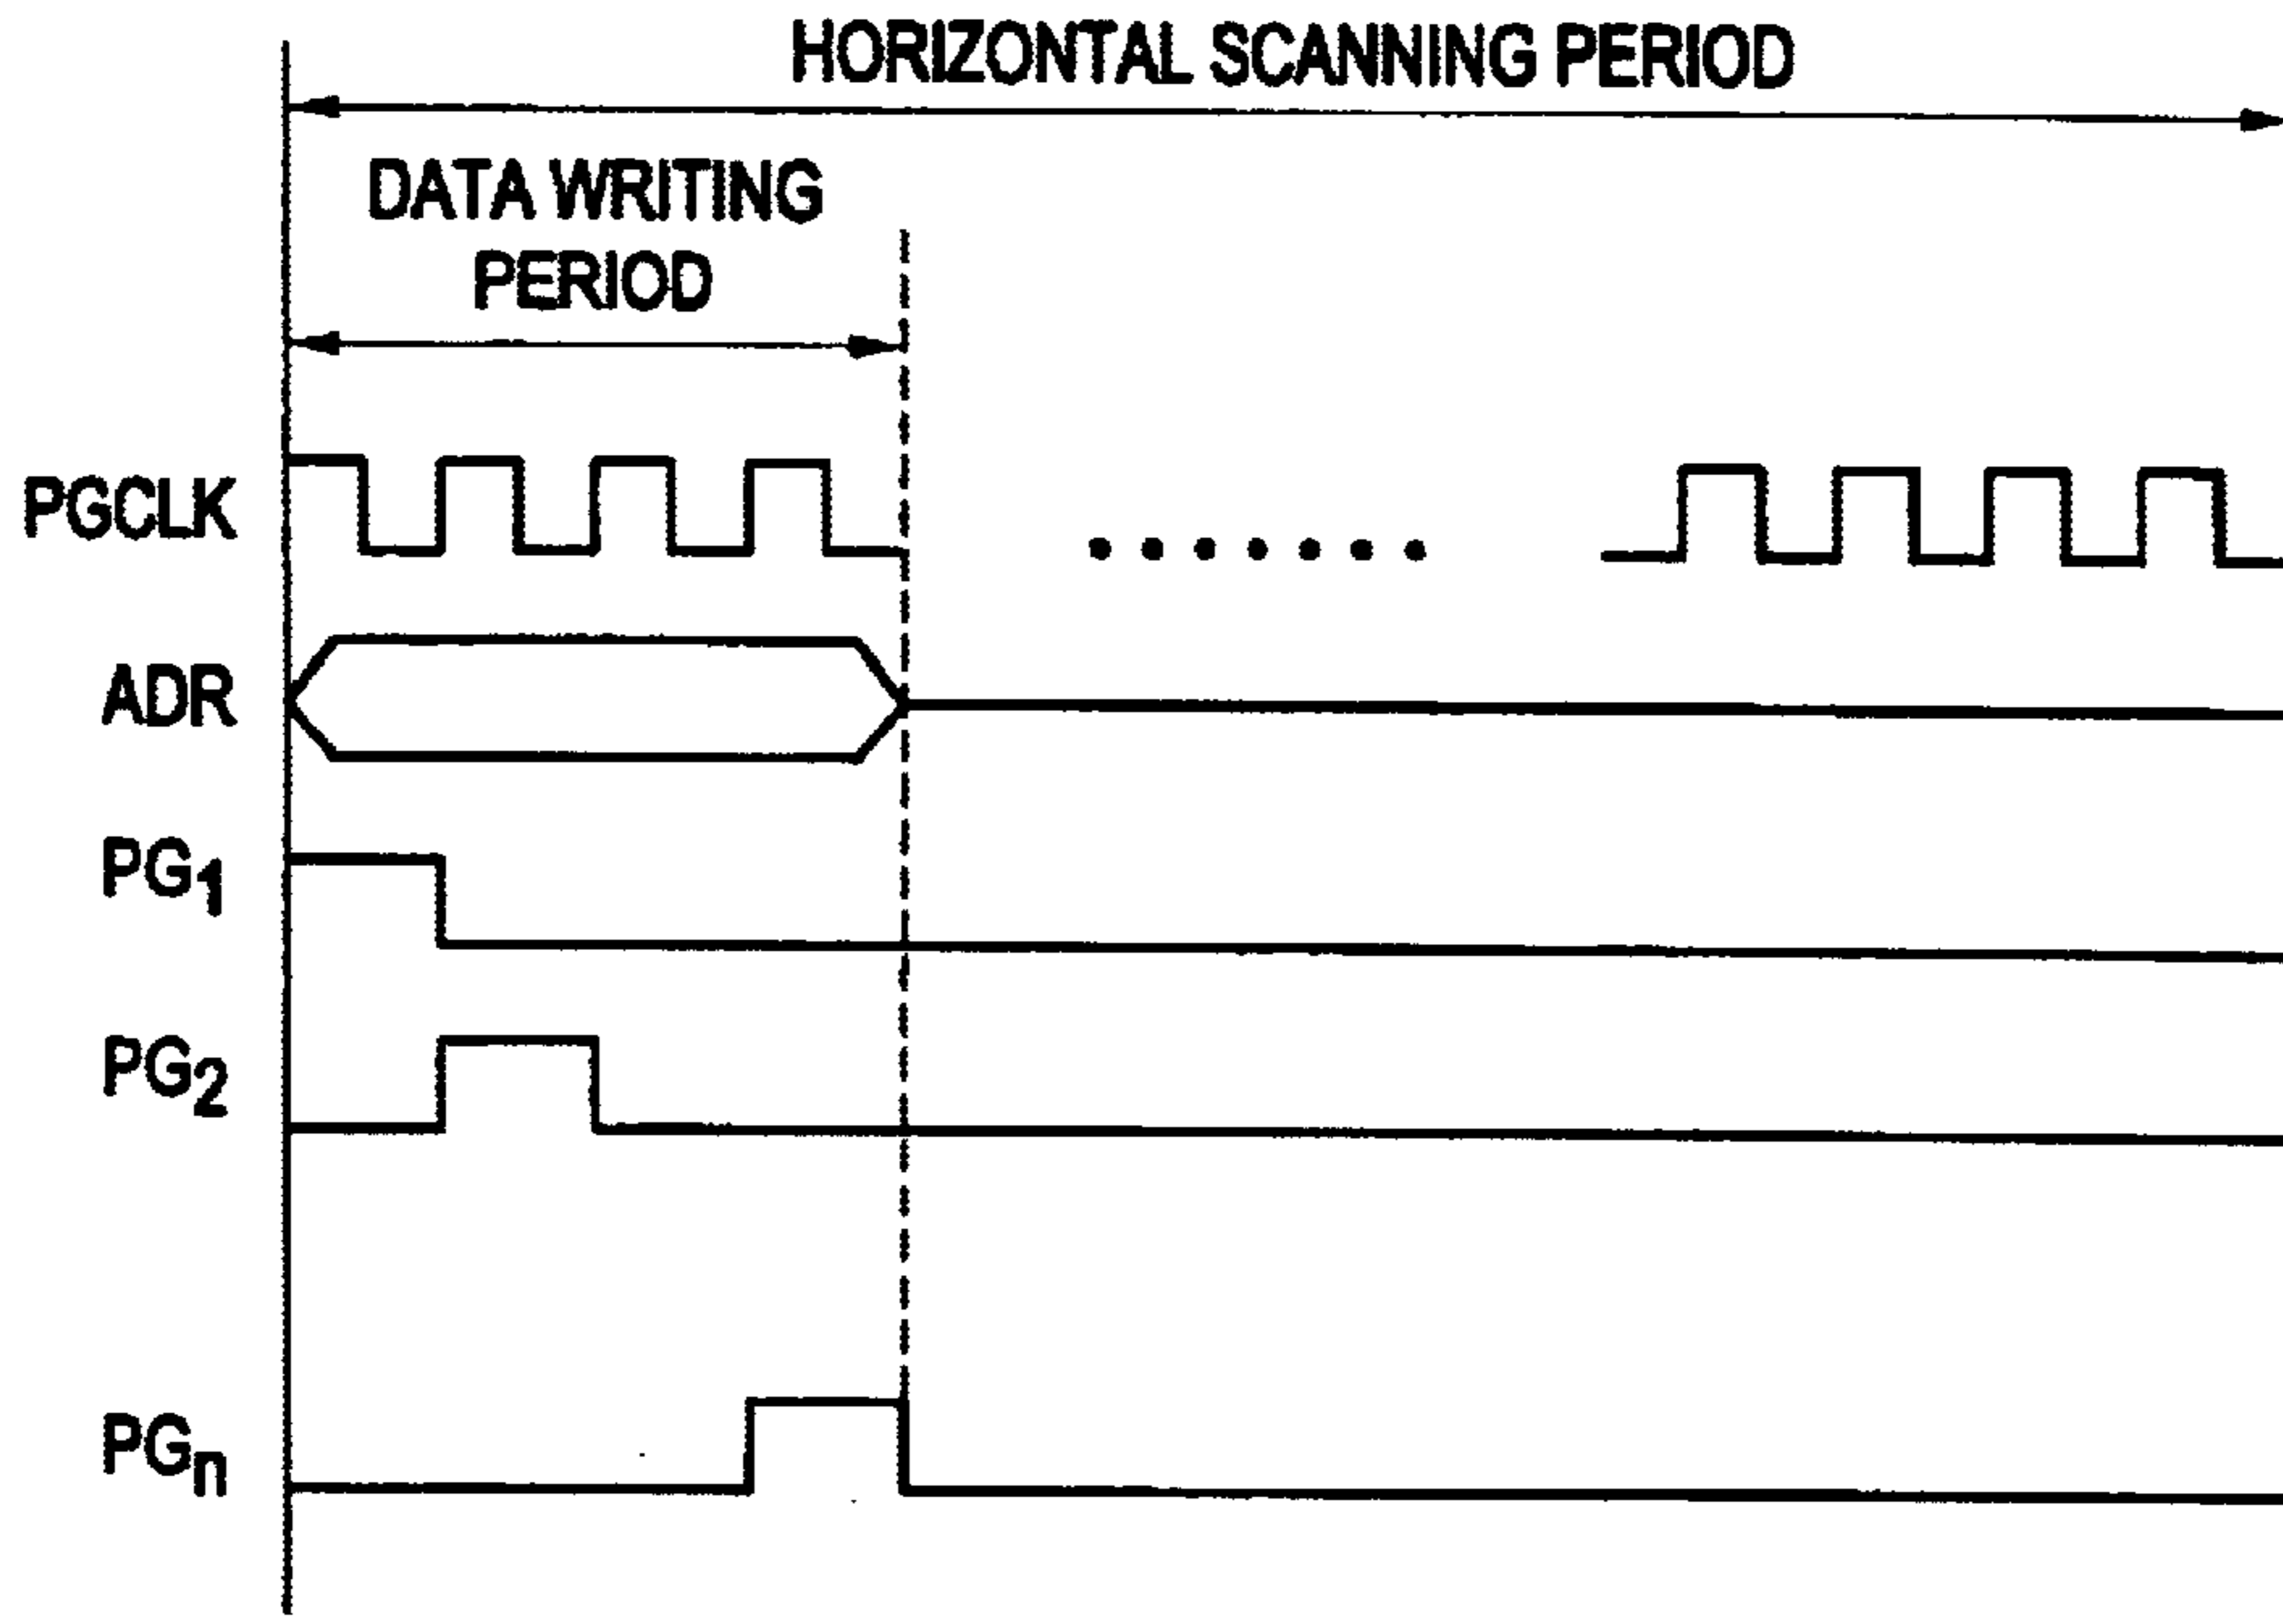 HORIZONTAL SCANNING PERIOD
DATA WRITING
PERIOD
PGCLK
ADR
PG1
PG2
PGn